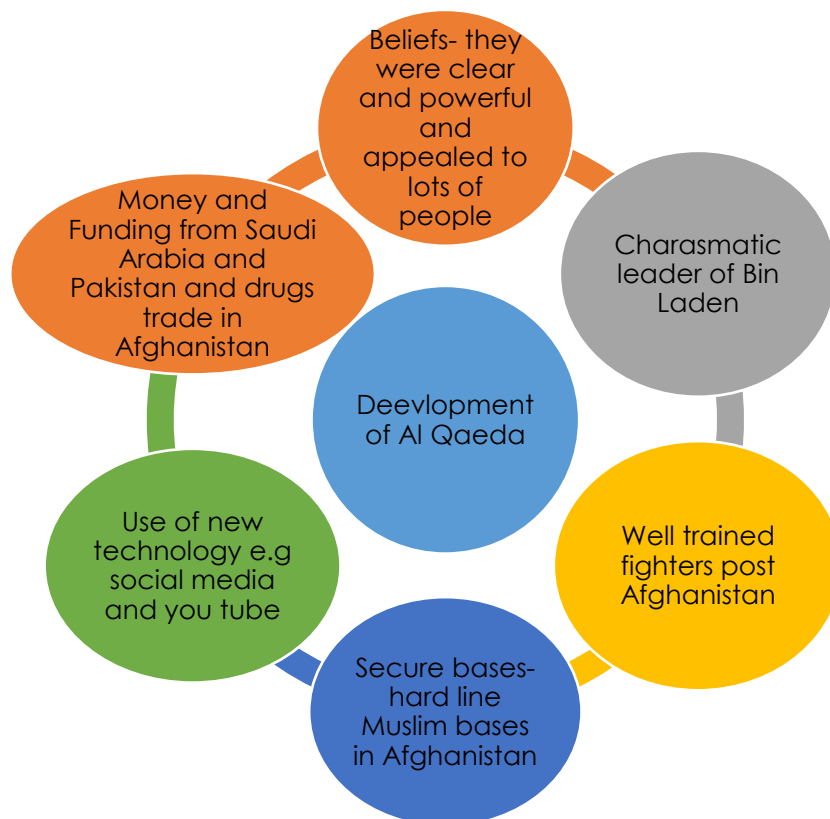 Beliefs- they
were clear
and powerful
and
appealed to
lots of
people
Charasmatic
leader of Bin
Laden
Well trained
fighters post
Afghanistan
Secure bases-
hard line
Muslim bases
in Afghanistan
Use of new
technology e.g
social media
and you tube
Money and
Funding from Saudi
Arabia and
Pakistan and drugs
trade in
Afghanistan
Deevlopment
of Al Qaeda